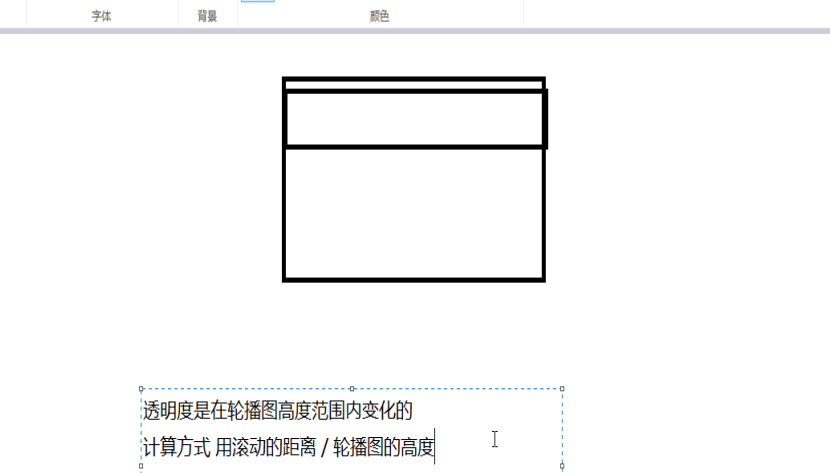 字体 背景 颜色
透明度是在轮播图高度范围内变化的
计算方式 用滚动的距离 / 轮播图的高度